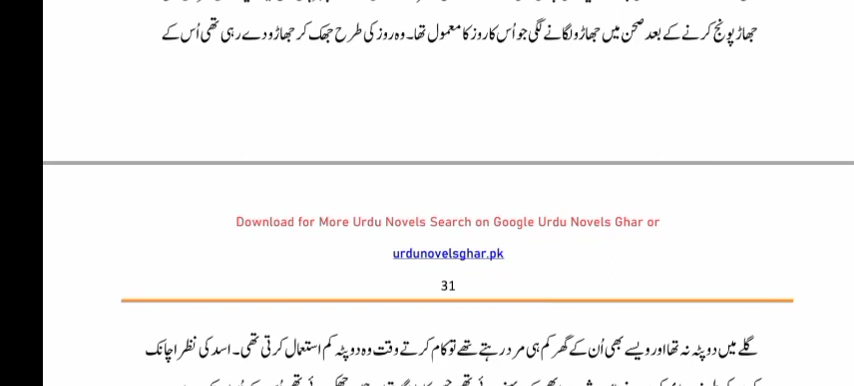 جھاڑ پونج کرنے کے بعد صحن میں جھاڑو لگانے لگی جو اُس کا روز کا معمول تھا۔ وہ روز کی طرح جھک کر جھاڑو دے رہی تھی اُس کے
Download for More Urdu Novels Search on Google Urdu Novels Ghar or
urdunovelsghar.pk
31
گلے میں دوپٹہ نہ تھا اور ویسے بھی اُن کے گھر کم ہی مرد رہتے تھے تو کام کرتے وقت وہ دوپٹہ کم استعمال کرتی تھی۔ اسد کی نظر اچانک